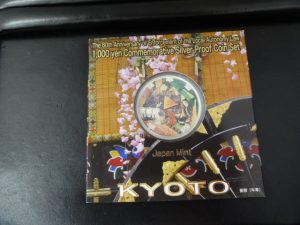 The 60th Anniversary of Enforcement of the Local Autonomy Law
1,000 yen Commemorative Silver Proof Coin Set
Japan Mint
KYOTO